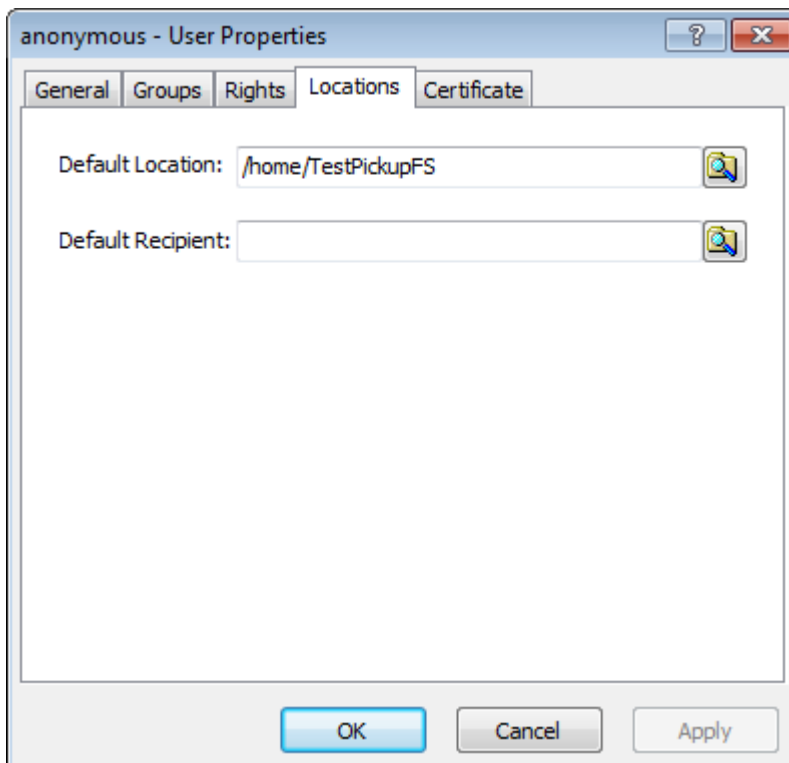 anonymous - User Properties
General Groups Rights Locations Certificate
Default Location: /home/TestPickupFS
Default Recipient:
OK Cancel Apply